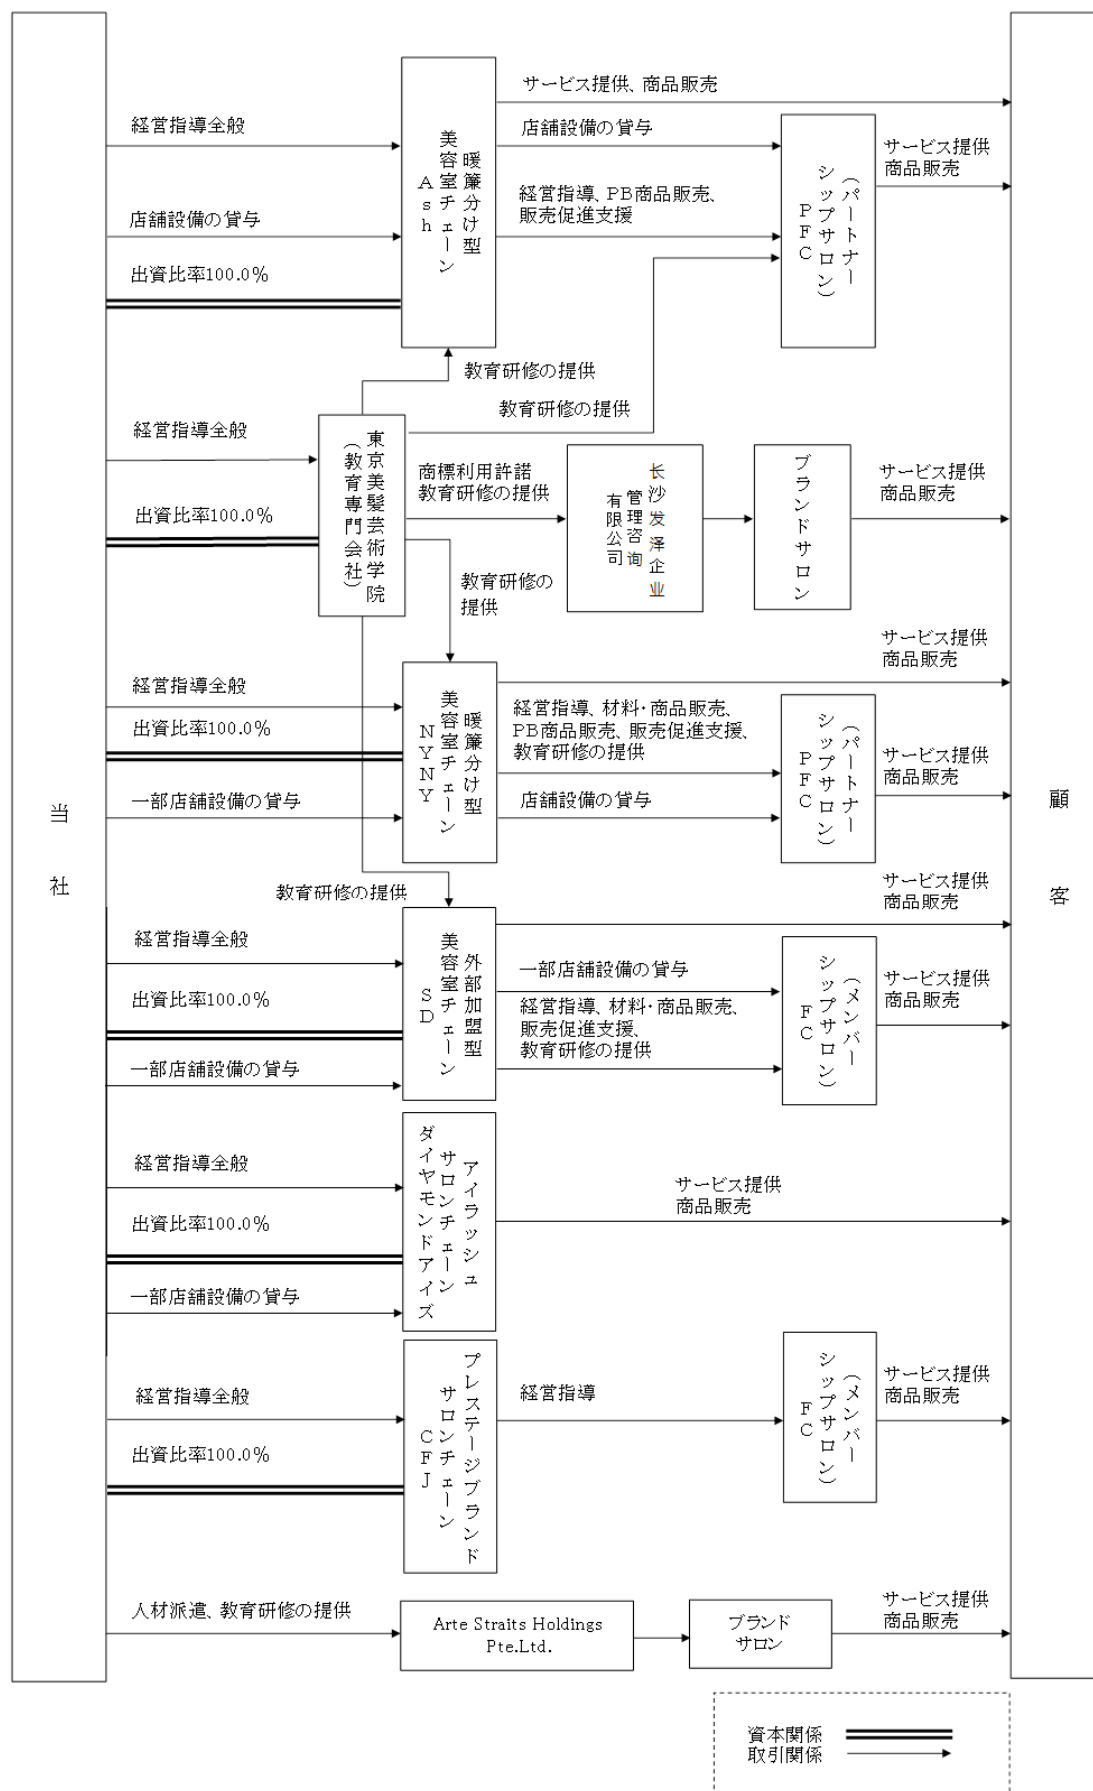 当社
顧客
経営指導全般
店舗設備の貸与
出資比率100.0%
暖簾分け型
美容室チェーン
Ash
サービス提供、商品販売
店舗設備の貸与
経営指導、PB商品販売、
販売促進支援
(パートナー
シップサロン)
PFC
サービス提供
商品販売
教育研修の提供
教育研修の提供
経営指導全般
出資比率100.0%
東京美髪芸術学院
(教育専門会社)
商標利用許諾
教育研修の提供
长沙发泽企业
管理咨询
有限公司
ブランドサロン
サービス提供
商品販売
教育研修の
提供
経営指導全般
出資比率100.0%
一部店舗設備の貸与
暖簾分け型
美容室チェーン
NYNY
サービス提供
商品販売
経営指導、材料・商品販売、
PB商品販売、販売促進支援、
教育研修の提供
店舗設備の貸与
(パートナー
シップサロン)
PFC
サービス提供
商品販売
教育研修の提供
経営指導全般
出資比率100.0%
一部店舗設備の貸与
外部加盟型
美容室チェーン
SD
サービス提供
商品販売
一部店舗設備の貸与
経営指導、材料・商品販売、
販売促進支援、
教育研修の提供
(メンバー
シップサロン)
FC
サービス提供
商品販売
経営指導全般
出資比率100.0%
一部店舗設備の貸与
アイラッシュ
サロンチェーン
ダイヤモンドアイズ
サービス提供
商品販売
経営指導全般
出資比率100.0%
プレステージブランド
サロンチェーン
CFJ
経営指導
(メンバー
シップサロン)
FC
サービス提供
商品販売
人材派遣、教育研修の提供
Arte Straits Holdings
Pte.Ltd.
ブランド
サロン
サービス提供
商品販売
資本関係
取引関係